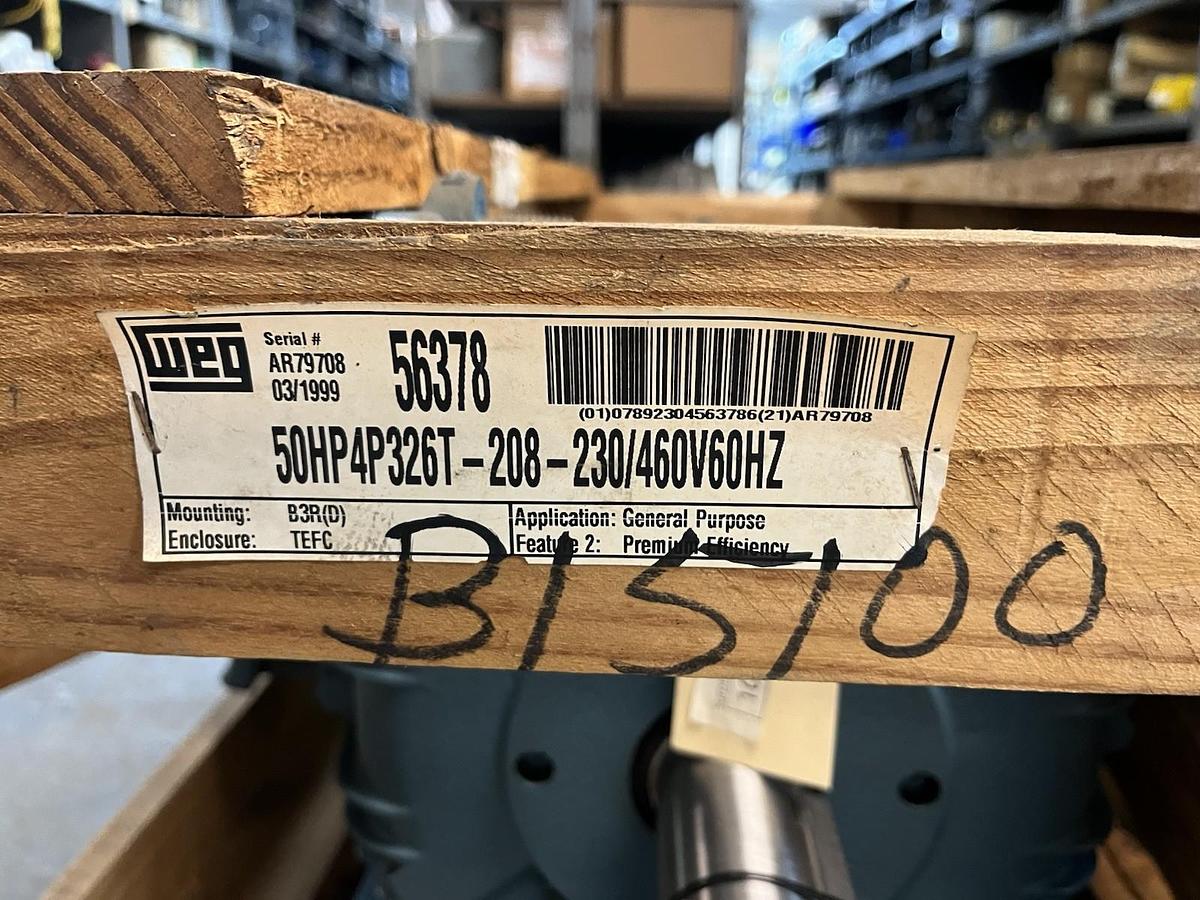 WEG
Serial #
AR79708
03/1999
56378
(01)07892304563786(21)AR79708
50HP4P326T-208-230/460V60HZ
Mounting: B3R(D)
Enclosure: TEFC
Application: General Purpose
Feature 2: Premium Efficiency
B15100